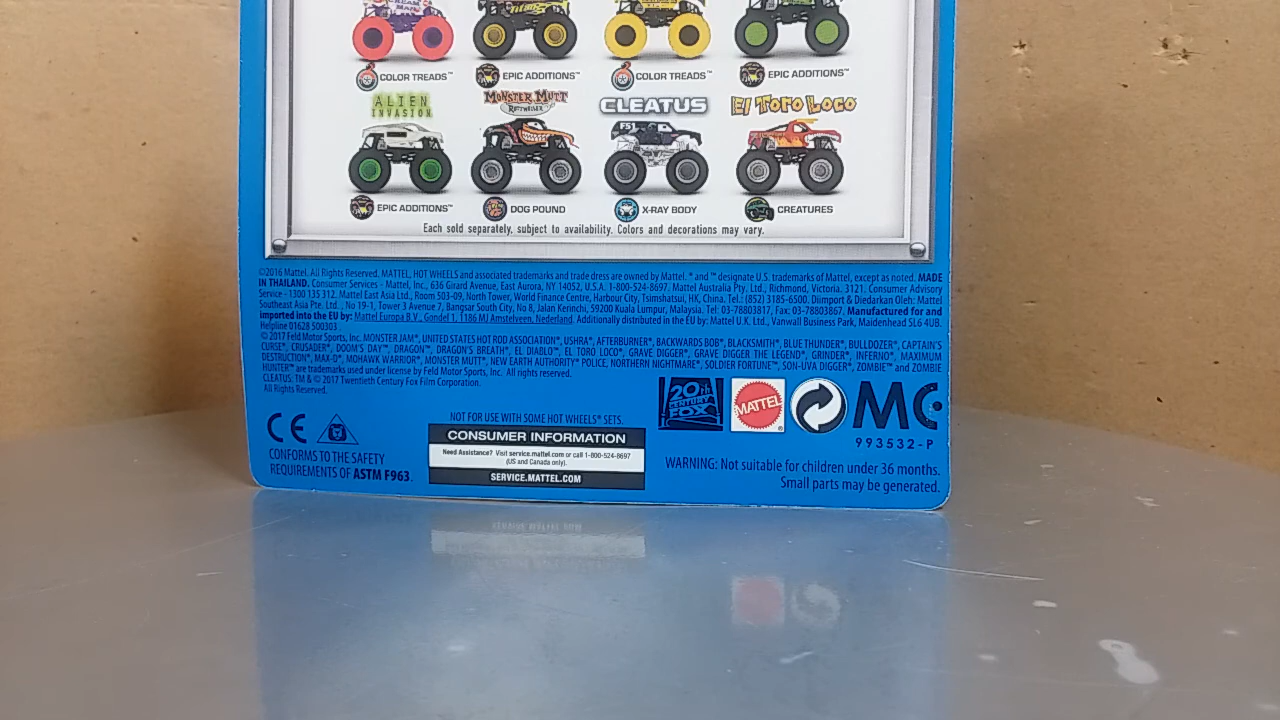 CREAM
MAN
Titans
COLOR TREADS™ EPIC ADDITIONS™ COLOR TREADS™ EPIC ADDITIONS™
ALIEN INVASION MONSTER MUTT ROTTWEILER CLEATUS EL TORO LOCO
F51
EPIC ADDITIONS™ DOG POUND X-RAY BODY CREATURES
Each sold separately, subject to availability. Colors and decorations may vary.
©2016 Mattel. All Rights Reserved. MATTEL, HOT WHEELS and associated trademarks and trade dress are owned by Mattel. ® and ™ designate U.S. trademarks of Mattel, except as noted. MADE
IN THAILAND. Consumer Services - Mattel, Inc., 636 Girard Avenue, East Aurora, NY 14052, U.S.A. 1-800-524-8697. Mattel Australia Pty. Ltd., Richmond, Victoria. 3121. Consumer Advisory
Service - 1300 135 312. Mattel East Asia Ltd., Room 503-09, North Tower, World Finance Centre, Harbour City, Tsimshatsui, HK, China. Tel.: (852) 3185-6500. Diimport & Diedarkan Oleh: Mattel
Southeast Asia Pte. Ltd., No 19-1, Tower 3 Avenue 7, Bangsar South City, No 8, Jalan Kerinchi, 59200 Kuala Lumpur, Malaysia. Tel: 03-78803817, Fax: 03-78803867. Manufactured for and
imported into the EU by: Mattel Europa B.V., Gondel 1, 1186 MJ Amstelveen, Nederland. Additionally distributed in the EU by: Mattel U.K. Ltd., Vanwall Business Park, Maidenhead SL6 4UB.
Helpline 01628 500303
© 2017 Feld Motor Sports, Inc. MONSTER JAM®, UNITED STATES HOT ROD ASSOCIATION®, USHRA®, AFTERBURNER®, BACKWARDS BOB®, BLACKSMITH®, BLUE THUNDER®, BULLDOZER®, CAPTAIN'S
CURSE®, CRUSADER®, DOOM'S DAY™, DRAGON™, DRAGON'S BREATH®, EL DIABLO™, EL TORO LOCO®, GRAVE DIGGER®, GRAVE DIGGER THE LEGEND®, GRINDER®, INFERNO®, MAXIMUM
DESTRUCTION®, MAX-D®, MOHAWK WARRIOR®, MONSTER MUTT®, NEW EARTH AUTHORITY® POLICE, NORTHERN NIGHTMARE®, SOLDIER FORTUNE™, SON-UVA DIGGER®, ZOMBIE™ and ZOMBIE
HUNTER™ are trademarks used under license by Feld Motor Sports, Inc. All rights reserved.
CLEATUS: TM & © 2017 Twentieth Century Fox Film Corporation.
All Rights Reserved.
20th
CENTURY
FOX
MATTEL
MC
993532-P
CE
CONFORMS TO THE SAFETY
REQUIREMENTS OF ASTM F963.
NOT FOR USE WITH SOME HOT WHEELS® SETS.
CONSUMER INFORMATION
Need Assistance? Visit service.mattel.com or call 1-800-524-8697
(US and Canada only).
SERVICE.MATTEL.COM
WARNING: Not suitable for children under 36 months.
Small parts may be generated.